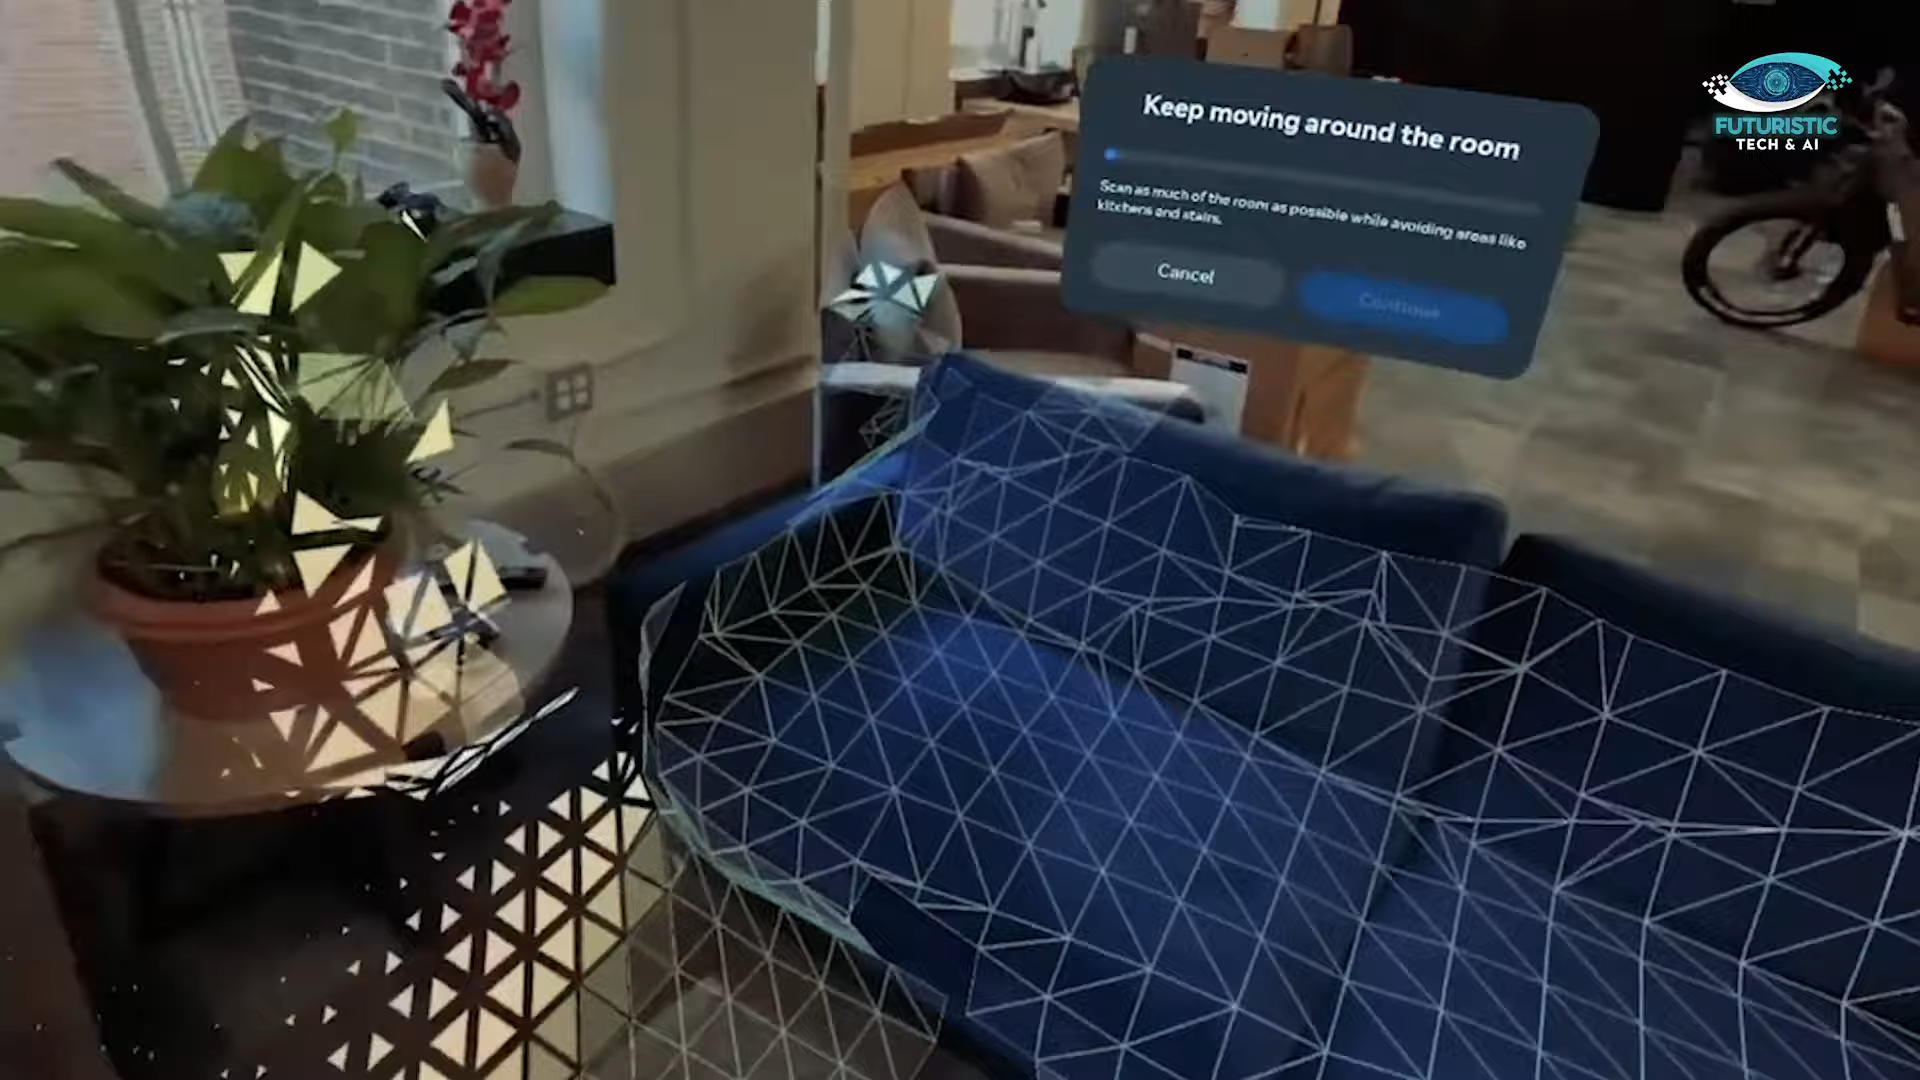 Keep moving around the room
Scan as much of the room as possible while avoiding areas like
kitchens and stairs.
Cancel
Continue
FUTURISTIC
TECH & AI